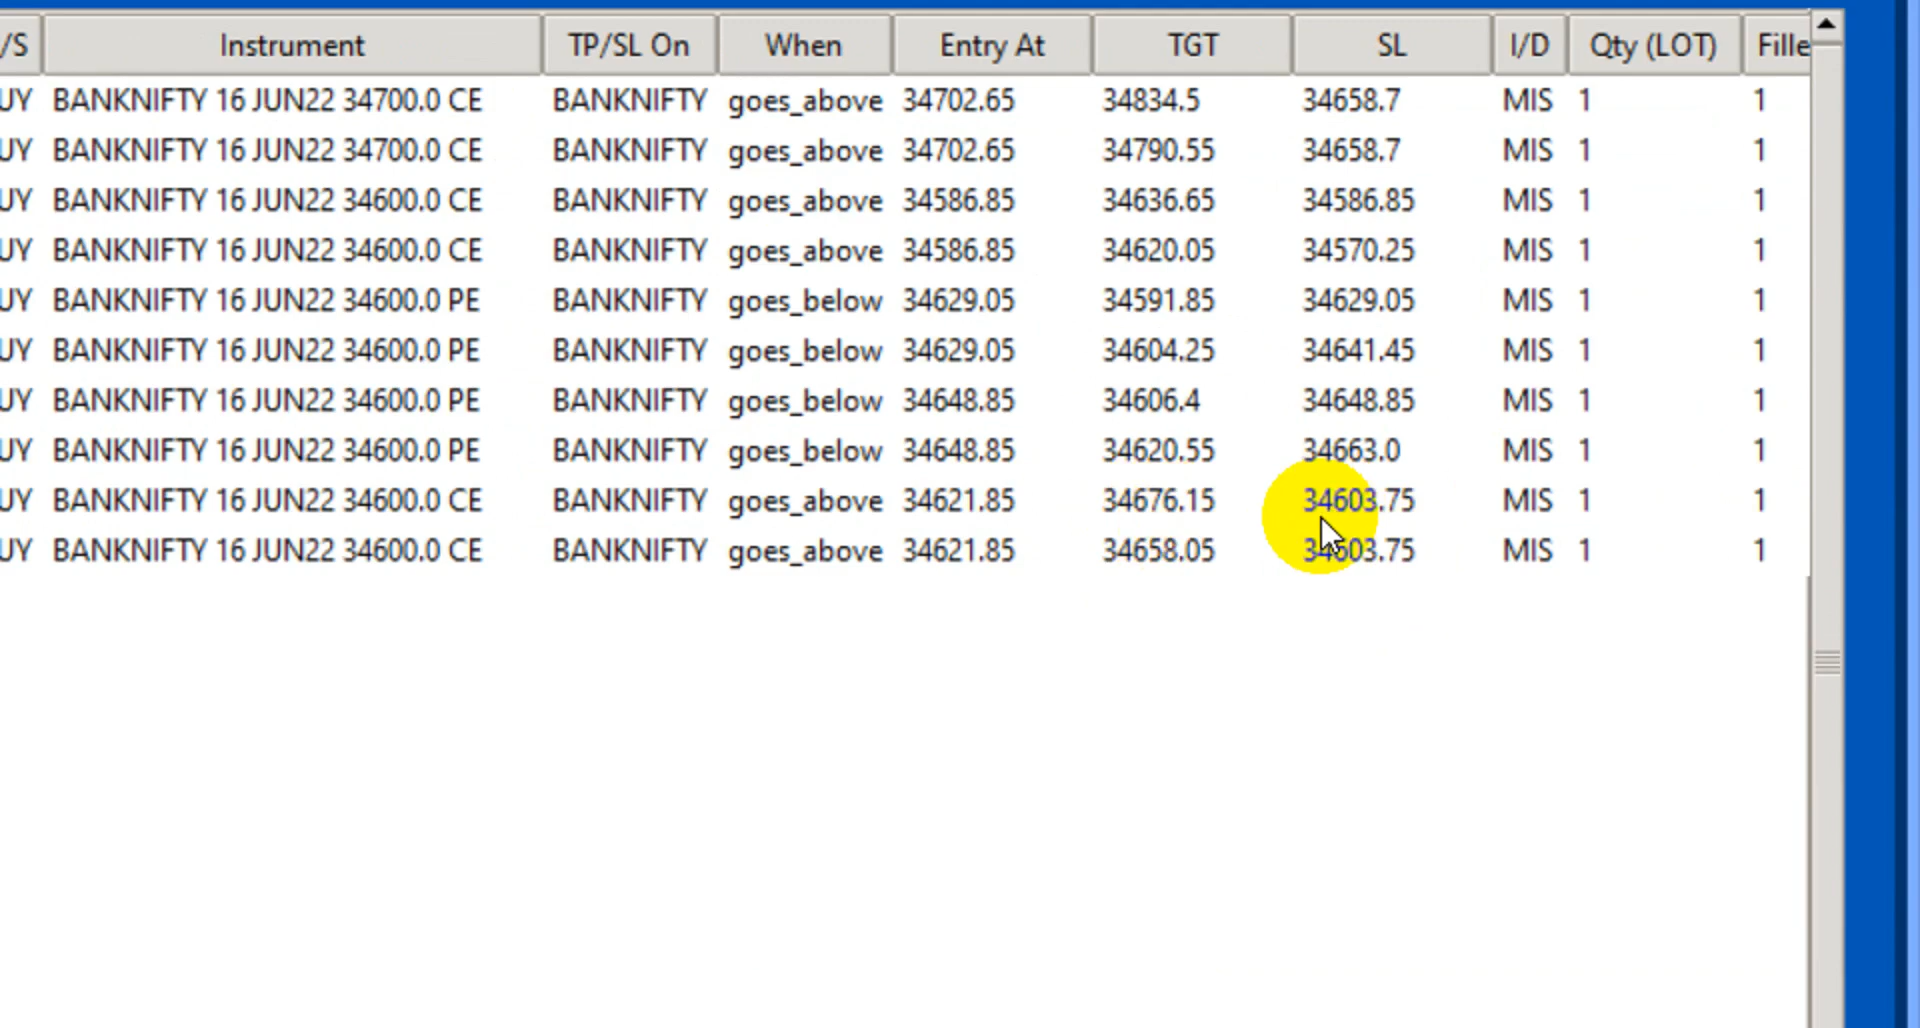 /S Instrument TP/SL On When Entry At TGT SL I/D Qty (LOT) Fille
UY BANKNIFTY 16 JUN22 34700.0 CE BANKNIFTY goes_above 34702.65 34834.5 34658.7 MIS 1 1
UY BANKNIFTY 16 JUN22 34700.0 CE BANKNIFTY goes_above 34702.65 34790.55 34658.7 MIS 1 1
UY BANKNIFTY 16 JUN22 34600.0 CE BANKNIFTY goes_above 34586.85 34636.65 34586.85 MIS 1 1
UY BANKNIFTY 16 JUN22 34600.0 CE BANKNIFTY goes_above 34586.85 34620.05 34570.25 MIS 1 1
UY BANKNIFTY 16 JUN22 34600.0 PE BANKNIFTY goes_below 34629.05 34591.85 34629.05 MIS 1 1
UY BANKNIFTY 16 JUN22 34600.0 PE BANKNIFTY goes_below 34629.05 34604.25 34641.45 MIS 1 1
UY BANKNIFTY 16 JUN22 34600.0 PE BANKNIFTY goes_below 34648.85 34606.4 34648.85 MIS 1 1
UY BANKNIFTY 16 JUN22 34600.0 PE BANKNIFTY goes_below 34648.85 34620.55 34663.0 MIS 1 1
UY BANKNIFTY 16 JUN22 34600.0 CE BANKNIFTY goes_above 34621.85 34676.15 34603.75 MIS 1 1
UY BANKNIFTY 16 JUN22 34600.0 CE BANKNIFTY goes_above 34621.85 34658.05 34603.75 MIS 1 1